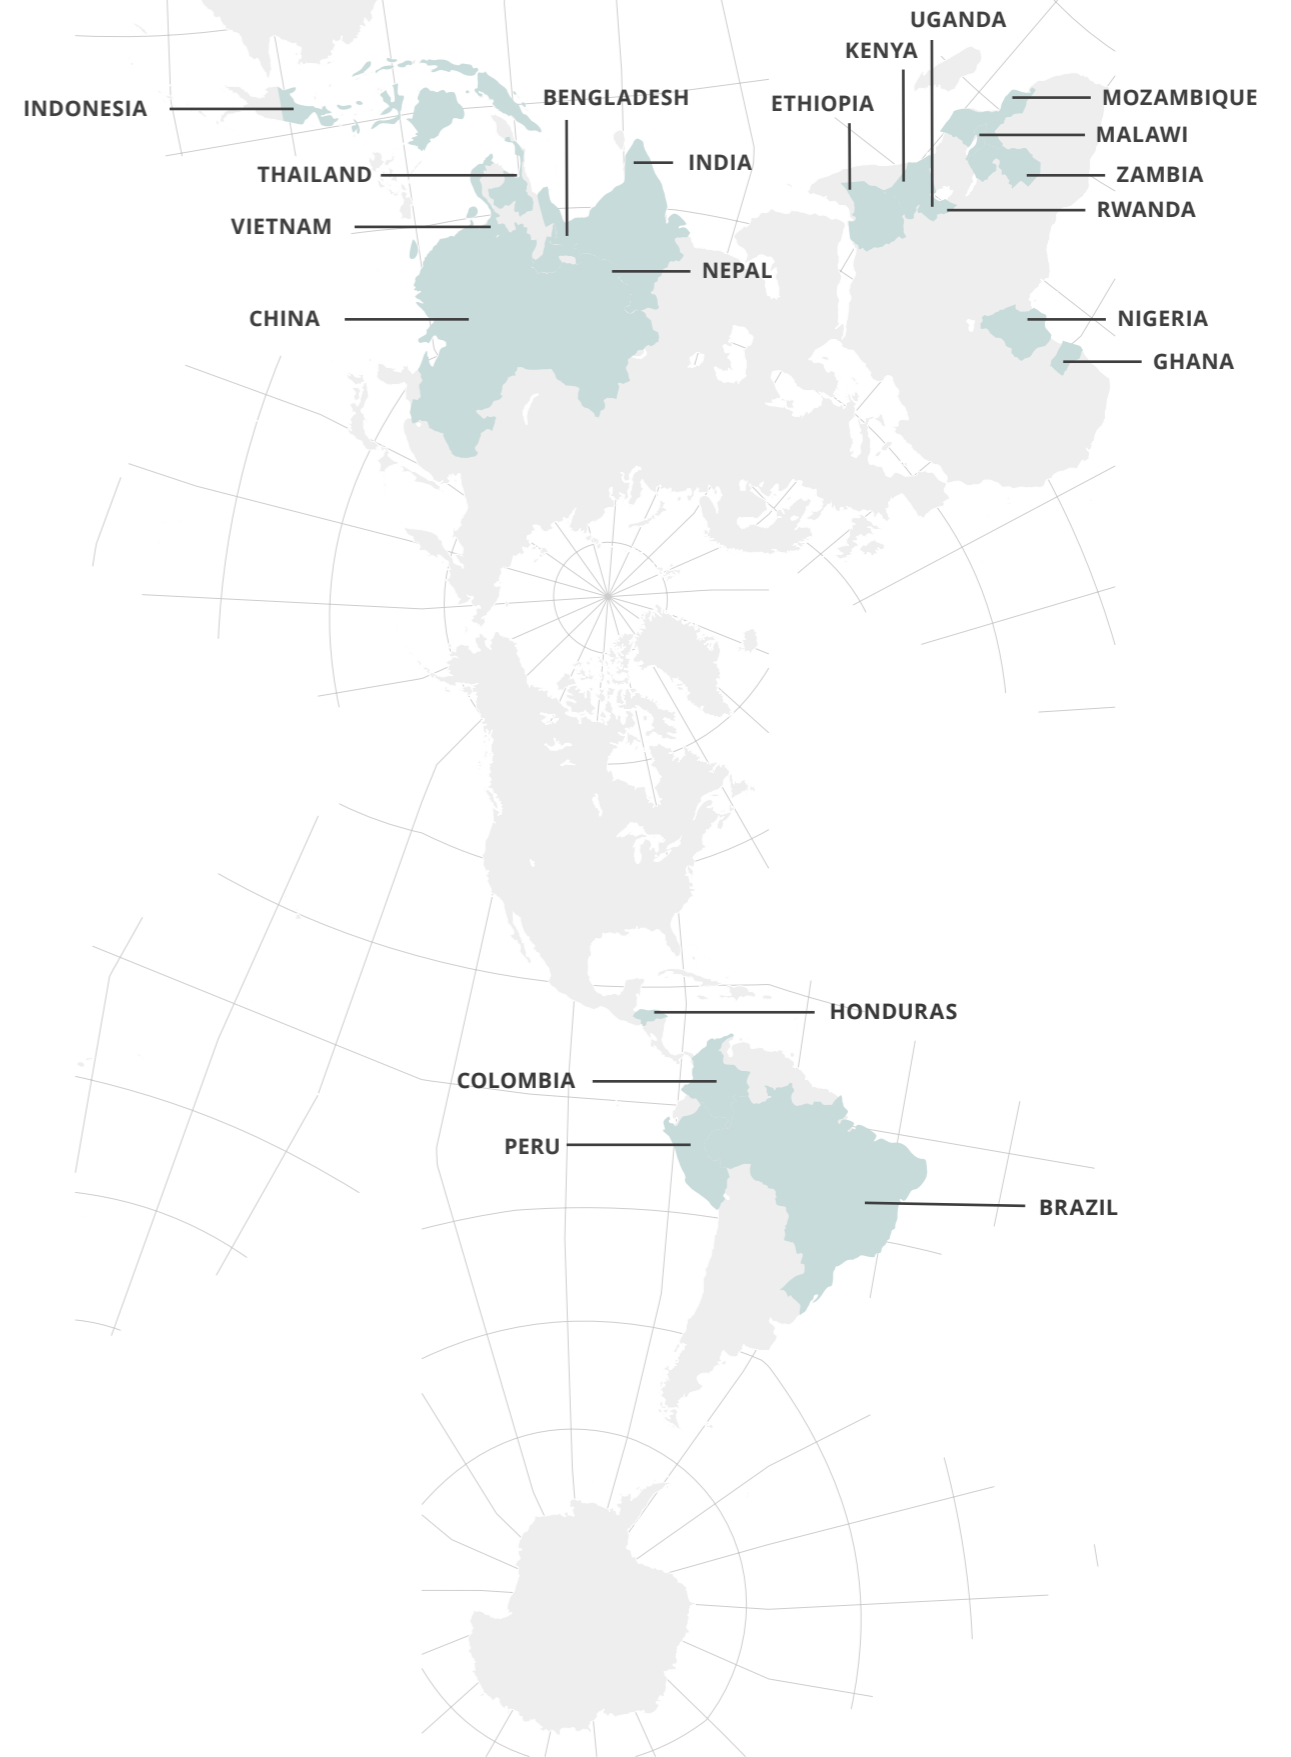 UGANDA
KENYA
BENGLADESH
ETHIOPIA
MOZAMBIQUE
INDONESIA
MALAWI
INDIA
THAILAND
ZAMBIA
RWANDA
VIETNAM
NEPAL
CHINA
NIGERIA
GHANA
HONDURAS
COLOMBIA
PERU
BRAZIL